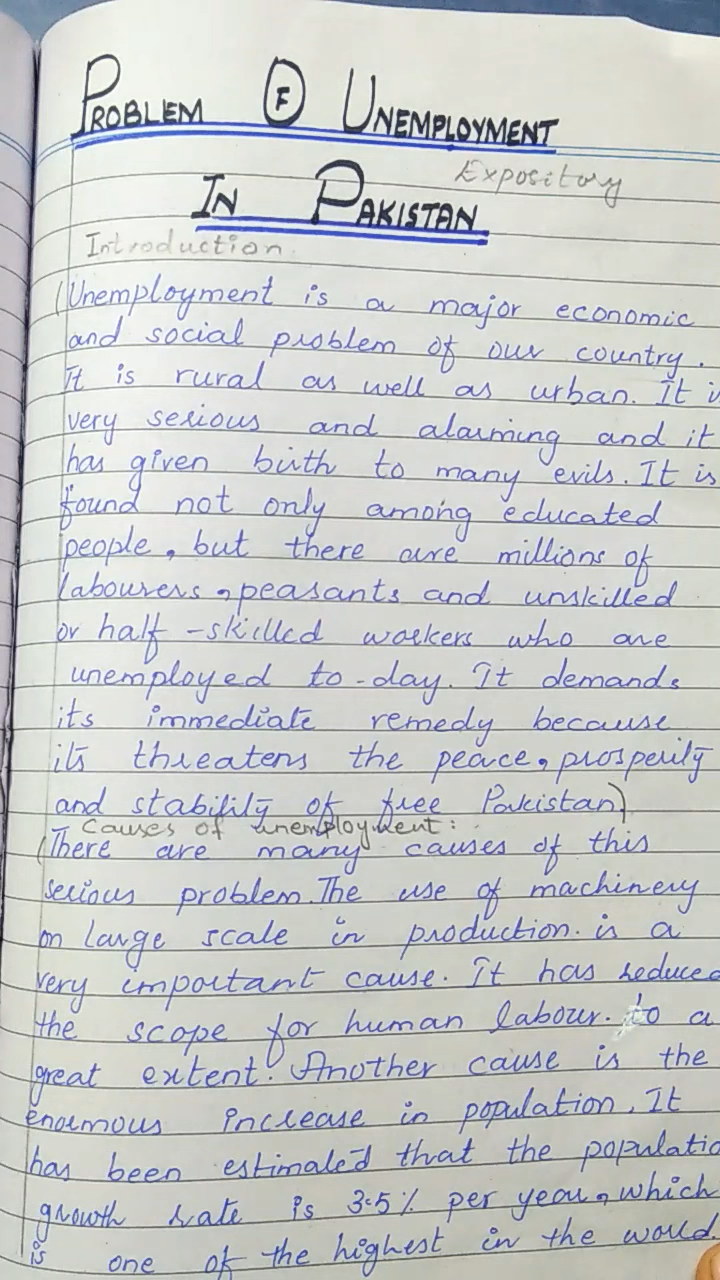 PROBLEM OF UNEMPLOYMENT
Expository
IN PAKISTAN
Introduction
(Unemployment is a major economic
and social problem of our country.
It is rural as well as urban. It is
very serious and alarming and it
has given birth to many evils. It is
found not only among educated
people, but there are millions of
labourers, peasants and unskilled
or half-skilled workers who are
unemployed to-day. It demands
its immediate remedy because
its threatens the peace, prosperity
and stability of free Pakistan)
Causes of unemployment:
(There are many causes of this
serious problem. The use of machinery
on large scale in production. is a
very important cause. It has reduced
the scope for human labour. to a
great extent. Another cause is the
enormous increase in population. It
has been estimated that the populatio
growth rate is 3.5% per year, which
is one of the highest in the world.